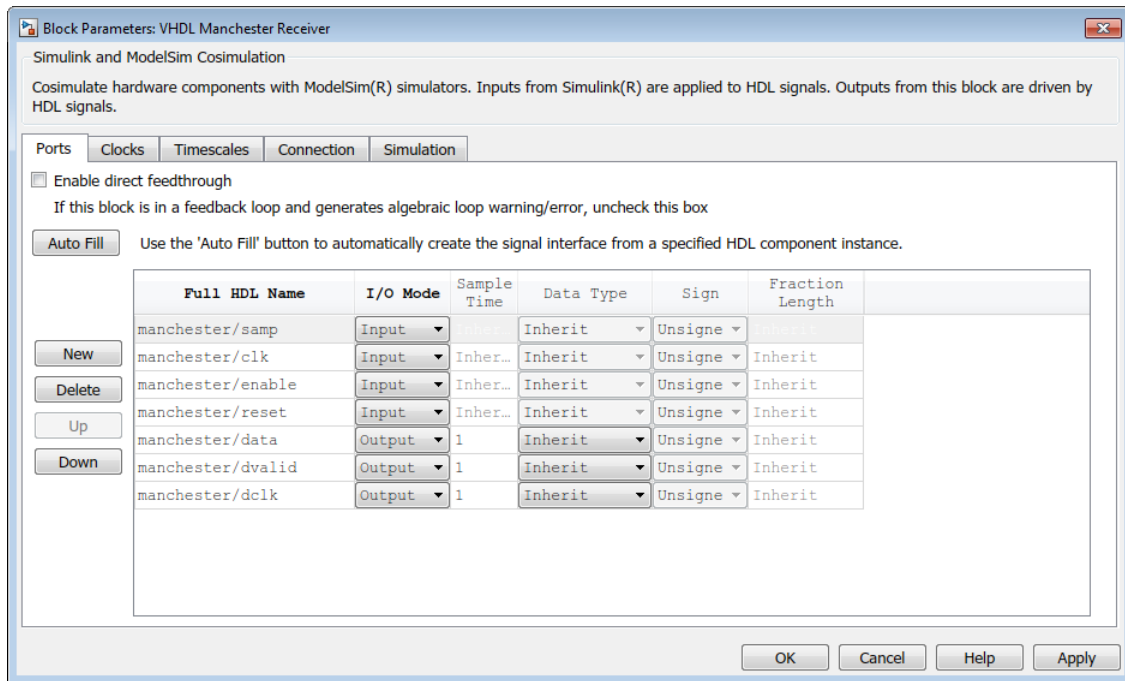 Block Parameters: VHDL Manchester Receiver
Simulink and ModelSim Cosimulation
Cosimulate hardware components with ModelSim(R) simulators. Inputs from Simulink(R) are applied to HDL signals. Outputs from this block are driven by
HDL signals.
Ports Clocks Timescales Connection Simulation
Enable direct feedthrough
If this block is in a feedback loop and generates algebraic loop warning/error, uncheck this box
Auto Fill Use the 'Auto Fill' button to automatically create the signal interface from a specified HDL component instance.
Full HDL Name I/O Mode Sample Time Data Type Sign Fraction Length
manchester/samp Input Inher... Inherit Unsigne Inherit
New manchester/clk Input Inher... Inherit Unsigne Inherit
Delete manchester/enable Input Inher... Inherit Unsigne Inherit
Up manchester/reset Input Inher... Inherit Unsigne Inherit
manchester/data Output 1 Inherit Unsigne Inherit
Down manchester/dvalid Output 1 Inherit Unsigne Inherit
manchester/dclk Output 1 Inherit Unsigne Inherit
OK Cancel Help Apply